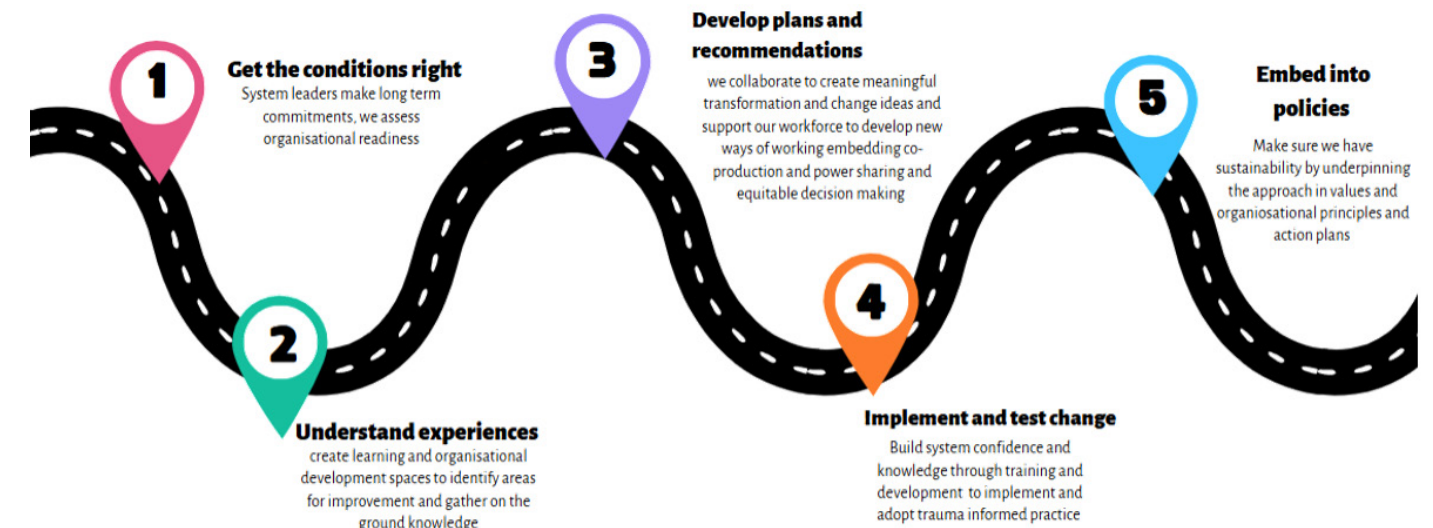 1
Get the conditions right
System leaders make long term
commitments, we assess
organisational readiness
2
Understand experiences
create learning and organisational
development spaces to identify areas
for improvement and gather on the
ground knowledge
3
Develop plans and
recommendations
we collaborate to create meaningful
transformation and change ideas and
support our workforce to develop new
ways of working embedding co-
production and power sharing and
equitable decision making
4
Implement and test change
Build system confidence and
knowledge through training and
development to implement and
adopt trauma informed practice
5
Embed into
policies
Make sure we have
sustainability by underpinning
the approach in values and
organiosational principles and
action plans